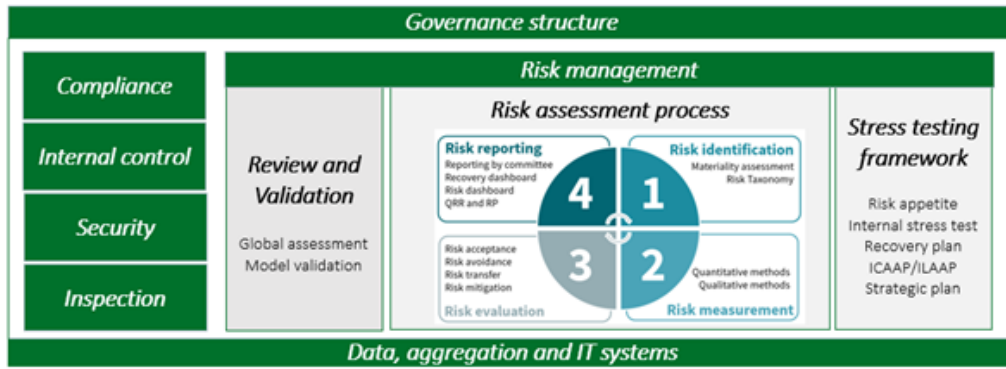 Governance structure
Compliance
Internal control
Security
Inspection
Risk management
Review and
Validation
Global assessment
Model validation
Risk assessment process
Risk reporting
Reporting by committee
Recovery dashboard
Risk dashboard
QRR and RP
4
1
Risk identification
Materiality assessment
Risk Taxonomy
Risk acceptance
Risk avoidance
Risk transfer
Risk mitigation
Risk evaluation
3
2
Quantitative methods
Qualitative methods
Risk measurement
Stress testing
framework
Risk appetite
Internal stress test
Recovery plan
ICAAP/ILAAP
Strategic plan
Data, aggregation and IT systems